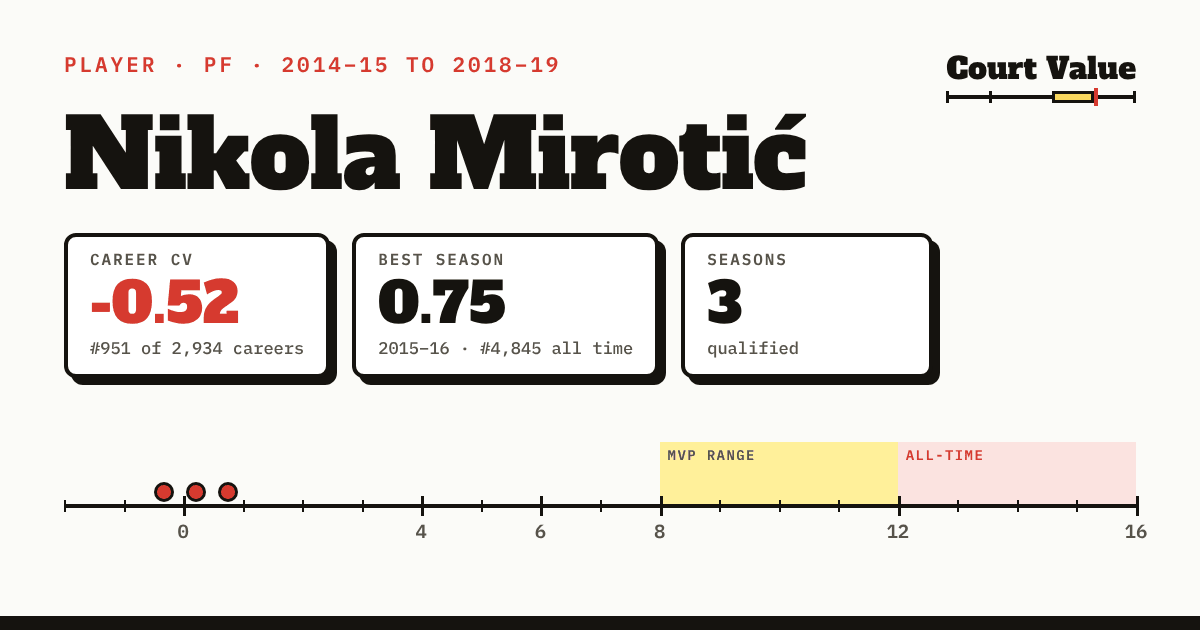 PLAYER · PF · 2014–15 TO 2018–19
Court Value
Nikola Mirotić
CAREER CV
-0.52
#951 of 2,934 careers
BEST SEASON
0.75
2015–16 · #4,845 all time
SEASONS
3
qualified
MVP RANGE
ALL-TIME
0 4 6 8 12 16